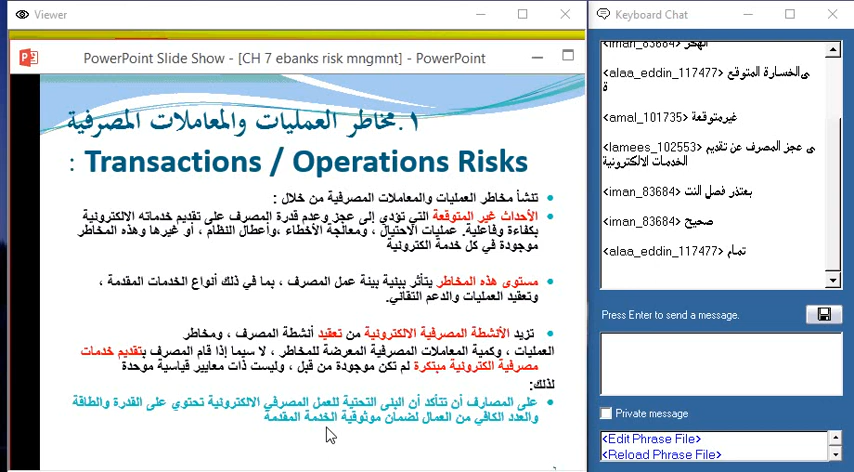 Viewer
PowerPoint Slide Show - [CH 7 ebanks risk mngmnt] - PowerPoint
١.مخاطر العمليات والمعاملات المصرفية
: Transactions / Operations Risks
تنشأ مخاطر العمليات والمعاملات المصرفية من خلال :
الأحداث غير المتوقعة التي تؤدي إلى عجز وعدم قدرة المصرف على تقديم خدماته الالكترونية
بكفاءة وفاعلية. عمليات الاحتيال ، ومعالجة الأخطاء ،وأعطال النظام ، أو غيرها وهذه المخاطر
موجودة في كل خدمة الكترونية
مستوى هذه المخاطر يتأثر ببنية بيئة عمل المصرف ، بما في ذلك أنواع الخدمات المقدمة ،
وتعقيد العمليات والدعم التقاني.
تزيد الأنشطة المصرفية الالكترونية من تعقيد أنشطة المصرف ، ومخاطر
العمليات ، وكمية المعاملات المصرفية المعرضة للمخاطر ، لا سيما إذا قام المصرف بتقديم خدمات
مصرفية الكترونية مبتكرة لم تكن موجودة من قبل ، وليست ذات معايير قياسية موحدة
لذلك:
على المصارف أن تتأكد أن البنى التحتية للعمل المصرفي الالكترونية تحتوي على القدرة والطاقة
والعدد الكافي من العمال لضمان موثوقية الخدمة المقدمة
Keyboard Chat
<iman_83684>
<alaa_eddin_117477> ىالخسارة المتوقع
ة
<amal_101735> غيرمتوقعة
<lamees_102553> ى عجز المصرف عن تقديم
الخدمات الالكترونية
<iman_83684> بعتذر فصل النت
<iman_83684> صحيح
<alaa_eddin_117477> تمام
Press Enter to send a message.
Private message
<Edit Phrase File>
<Reload Phrase File>